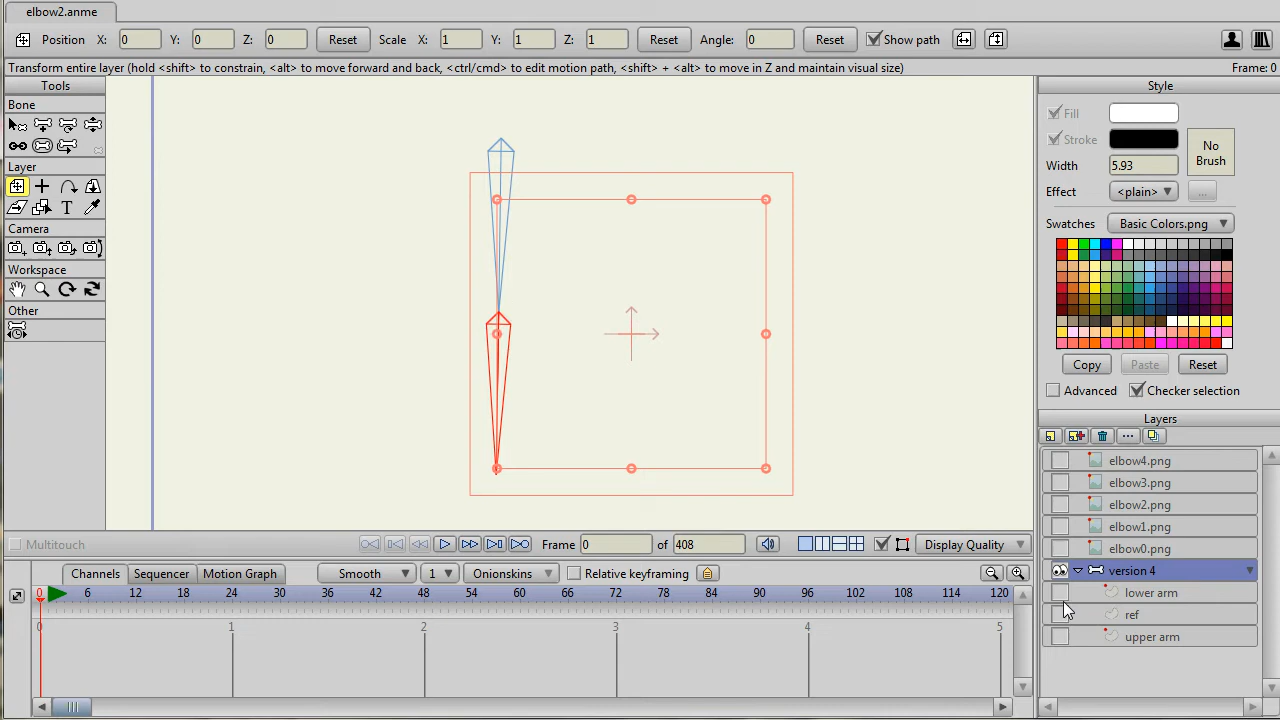 elbow2.anme
Position X: 0 Y: 0 Z: 0 Reset Scale X: 1 Y: 1 Z: 1 Reset Angle: 0 Reset Show path
Transform entire layer (hold <shift> to constrain, <alt> to move forward and back, <ctrl/cmd> to edit motion path, <shift> + <alt> to move in Z and maintain visual size) Frame: 0
Tools
Bone
Layer
T
Camera
Workspace
Other
Style
Fill
Stroke
No
Brush
Width 5.93
Effect <plain> ...
Swatches Basic Colors.png
Copy Paste Reset
Advanced Checker selection
Layers
elbow4.png
elbow3.png
elbow2.png
elbow1.png
elbow0.png
version 4
lower arm
ref
upper arm
Multitouch Frame 0 of 408 Display Quality
Channels Sequencer Motion Graph Smooth 1 Onionskins Relative keyframing
0 6 12 18 24 30 36 42 48 54 60 66 72 78 84 90 96 102 108 114 120
0 1 2 3 4 5